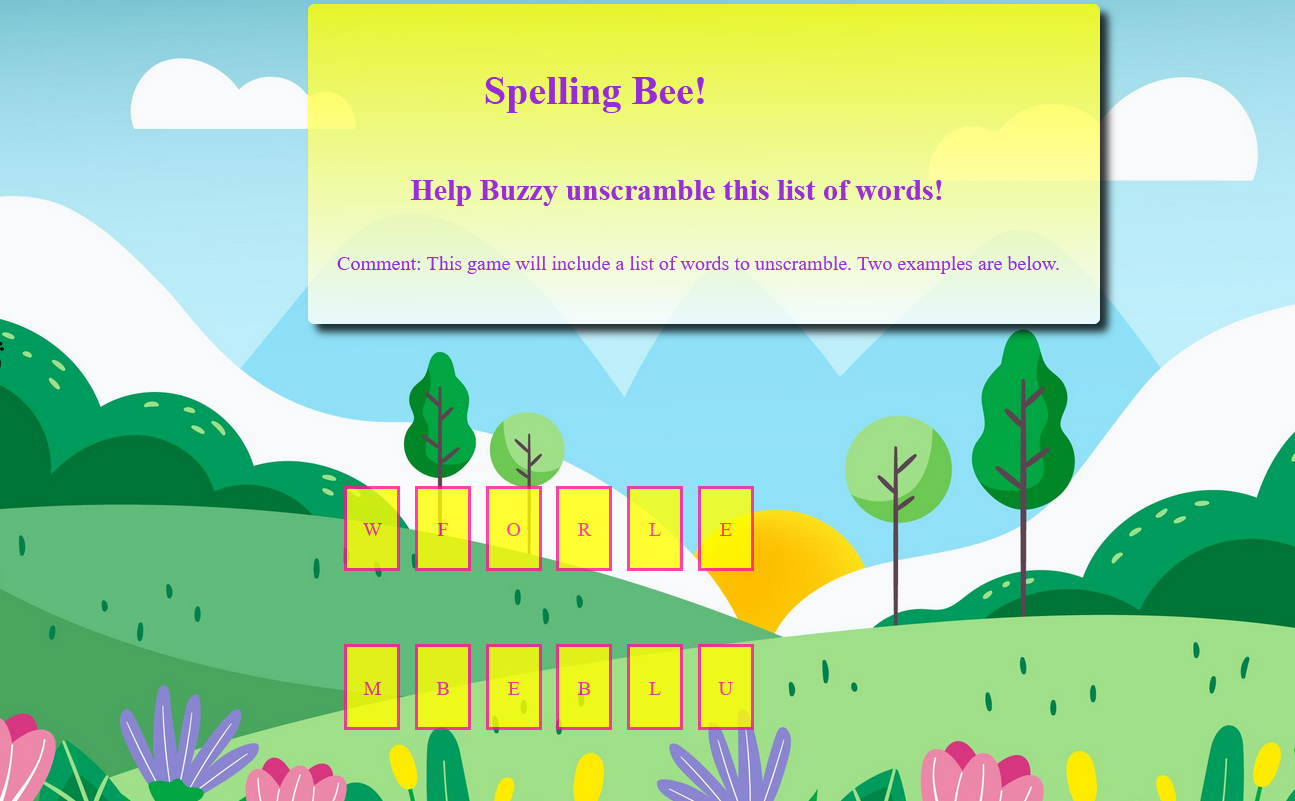 Spelling Bee!
Help Buzzy unscramble this list of words!
Comment: This game will include a list of words to unscramble. Two examples are below.
W F O R L E
M B E B L U